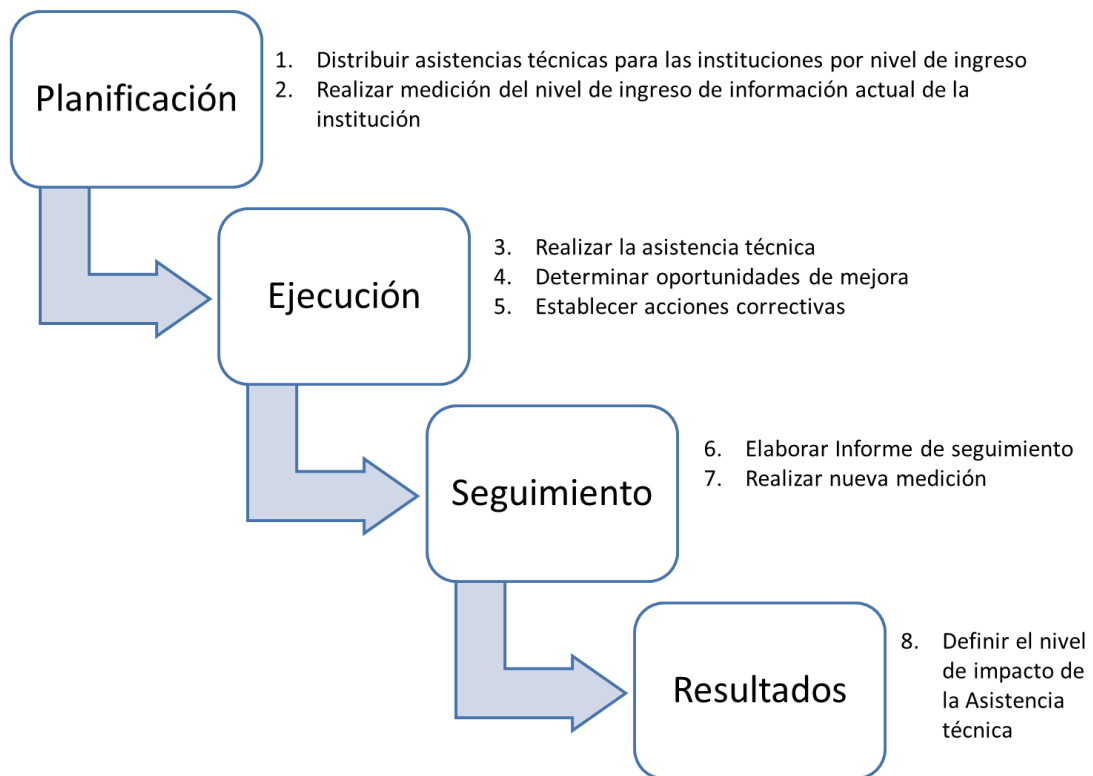 Planificación
1. Distribuir asistencias técnicas para las instituciones por nivel de ingreso
2. Realizar medición del nivel de ingreso de información actual de la
institución
Ejecución
3. Realizar la asistencia técnica
4. Determinar oportunidades de mejora
5. Establecer acciones correctivas
Seguimiento
6. Elaborar Informe de seguimiento
7. Realizar nueva medición
Resultados
8. Definir el nivel
de impacto de
la Asistencia
técnica